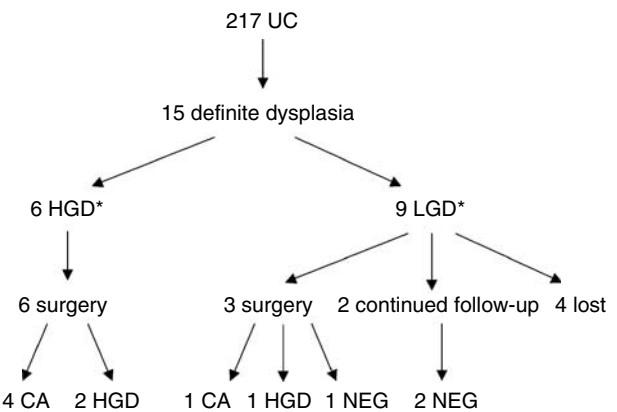 217 UC
15 definite dysplasia
6 HGD* 9 LGD*
6 surgery 3 surgery 2 continued follow-up 4 lost
4 CA 2 HGD 1 CA 1 HGD 1 NEG 2 NEG